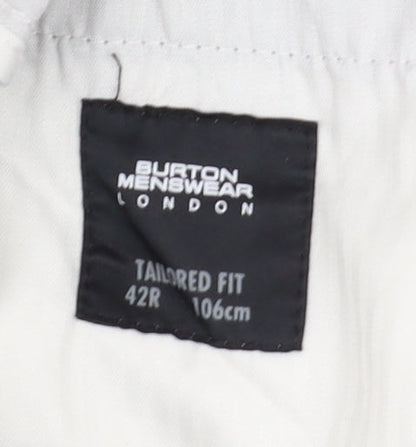 BURTON
MENSWEAR
LONDON
TAILORED FIT
42R 106cm